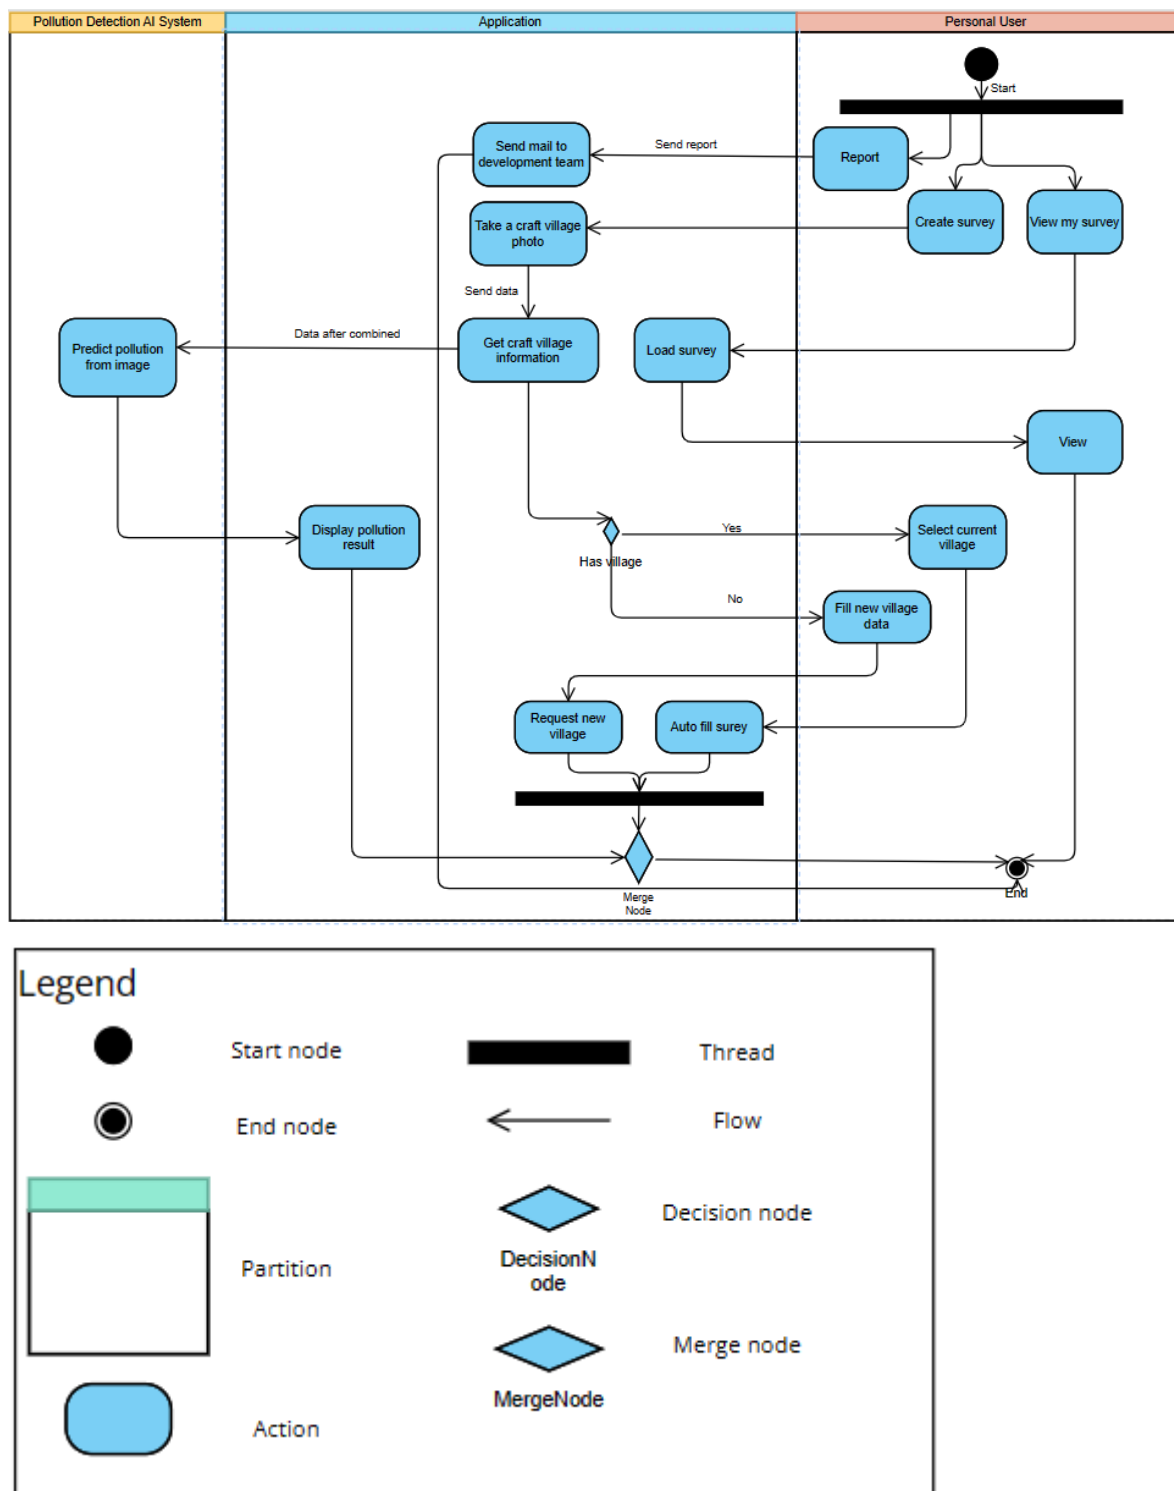 Pollution Detection AI System
Application
Personal User
Start
Send mail to
development team
Send report
Report
Take a craft village
photo
Create survey
View my survey
Send data
Predict pollution
from image
Data after combined
Get craft village
information
Load survey
View
Display pollution
result
Has village
Yes
Select current
village
No
Fill new village
data
Request new
village
Auto fill surey
Merge
Node
End
Legend
Start node
Thread
End node
Flow
Partition
Decision node
DecisionN
ode
Merge node
MergeNode
Action